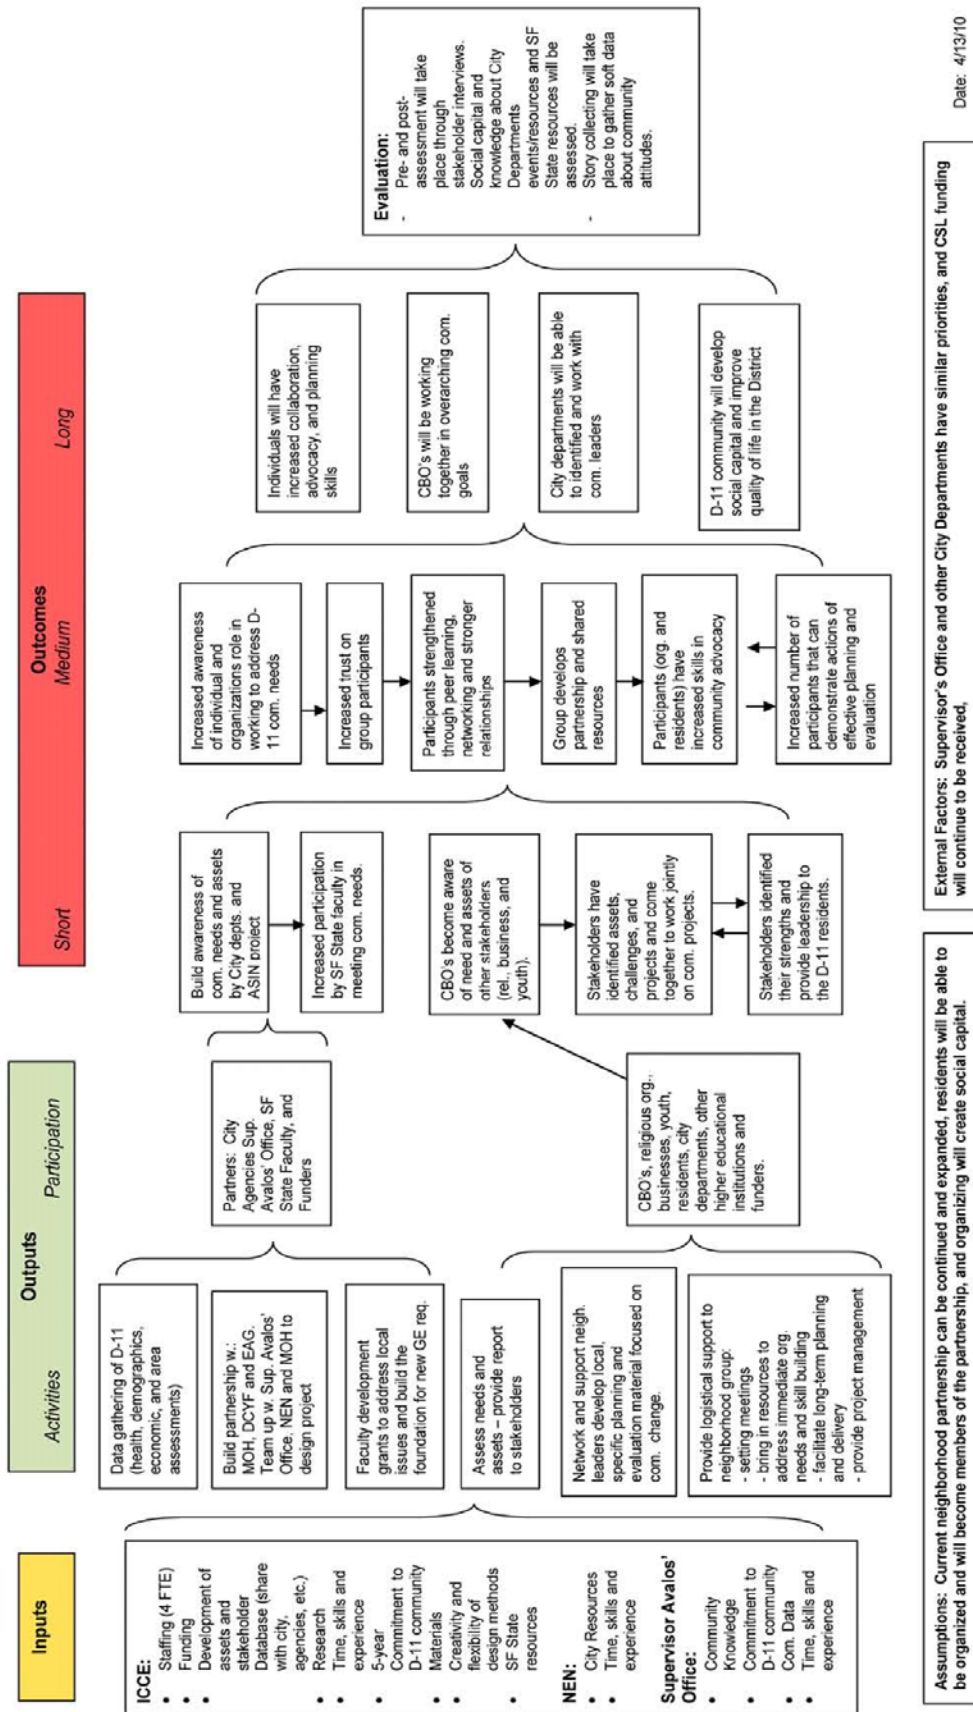 Inputs
Outputs
Activities
Participation
Outcomes
Short
Medium
Long
ICCE:
• Staffing (4 FTE)
• Funding
• Development of
assets and
stakeholder
Database (share
with city,
agencies, etc.)
• Research
• Time, skills and
experience
• 5-year
Commitment to
D-11 community
• Materials
• Creativity and
flexibility of
design methods
• SF State
resources
NEN:
• City Resources
• Time, skills and
experience
Supervisor Avalos'
Office:
• Community
Knowledge
• Commitment to
D-11 community
• Com. Data
• Time, skills and
experience
Data gathering of D-11
(health, demographics,
economic, and area
assessments)
Build partnership w.:
MOH, DCYF and EAG.
Team up w. Sup. Avalos'
Office, NEN and MOH to
design project
Faculty development
grants to address local
issues and build the
foundation for new GE req.
Assess needs and
assets – provide report
to stakeholders
Network and support neigh.
leaders develop local,
specific planning and
evaluation material focused on
com. change.
Provide logistical support to
neighborhood group:
- setting meetings
- bring in resources to
address immediate org.
needs and skill building
- facilitate long-term planning
and delivery
- provide project management
Partners: City
Agencies Sup.
Avalos' Office, SF
State Faculty, and
Funders
CBO's, religious org.,
businesses, youth,
residents, city
departments, other
higher educational
institutions and
funders.
Build awareness of
com. needs and assets
by City depts. and
ASIN project
Increased participation
by SF State faculty in
meeting com. needs.
CBO's become aware
of need and assets of
other stakeholders
(rel., business, and
youth).
Stakeholders have
identified assets,
challenges, and
projects and come
together to work jointly
on com. projects.
Stakeholders identified
their strengths and
provide leadership to
the D-11 residents.
Increased awareness
of individual and
organizations role in
working to address D-
11 com. needs
Increased trust on
group participants
Participants strengthened
through peer learning,
networking and stronger
relationships
Group develops
partnership and shared
resources
Participants (org. and
residents) have
increased skills in
community advocacy
Increased number of
participants that can
demonstrate actions of
effective planning and
evaluation
Individuals will have
increased collaboration,
advocacy, and planning
skills
CBO's will be working
together in overarching com.
goals
City departments will be able
to identified and work with
com. leaders
D-11 community will develop
social capital and improve
quality of life in the District
Evaluation:
- Pre- and post-
assessment will take
place through
stakeholder interviews.
Social capital and
knowledge about City
Departments
events/resources and SF
State resources will be
assessed.
- Story collecting will take
place to gather soft data
about community
attitudes.
Assumptions: Current neighborhood partnership can be continued and expanded, residents will be able to
be organized and will become members of the partnership, and organizing will create social capital.
External Factors: Supervisor's Office and other City Departments have similar priorities, and CSL funding
will continue to be received,
Date: 4/13/10